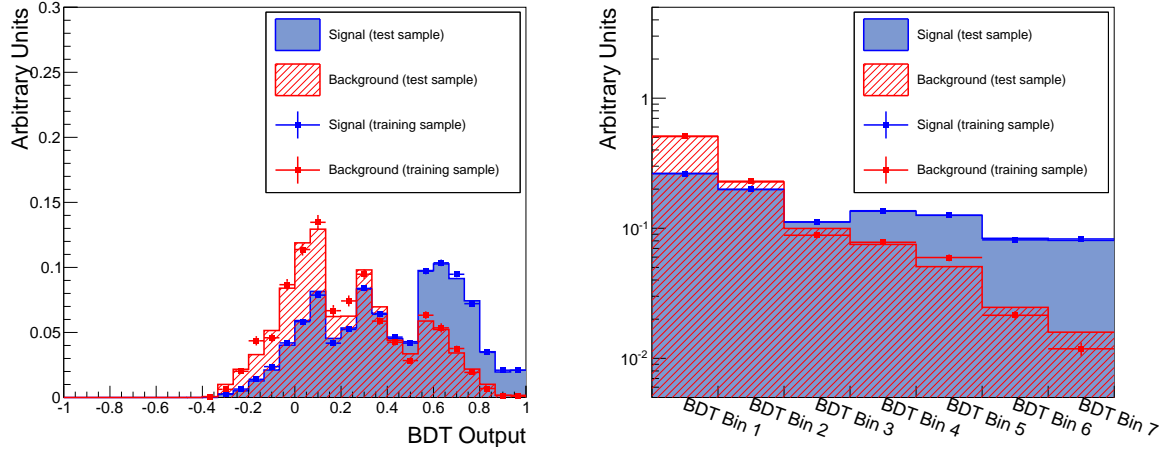 Arbitrary Units
0.3
0.25
0.2
0.15
0.1
0.05
0
-1
-0.8
-0.6
-0.4
-0.2
0
0.2
0.4
0.6
0.8
1
BDT Output
Signal (test sample)
Background (test sample)
Signal (training sample)
Background (training sample)
Arbitrary Units
1
10-1
10-2
BDT Bin 1
BDT Bin 2
BDT Bin 3
BDT Bin 4
BDT Bin 5
BDT Bin 6
BDT Bin 7
Signal (test sample)
Background (test sample)
Signal (training sample)
Background (training sample)